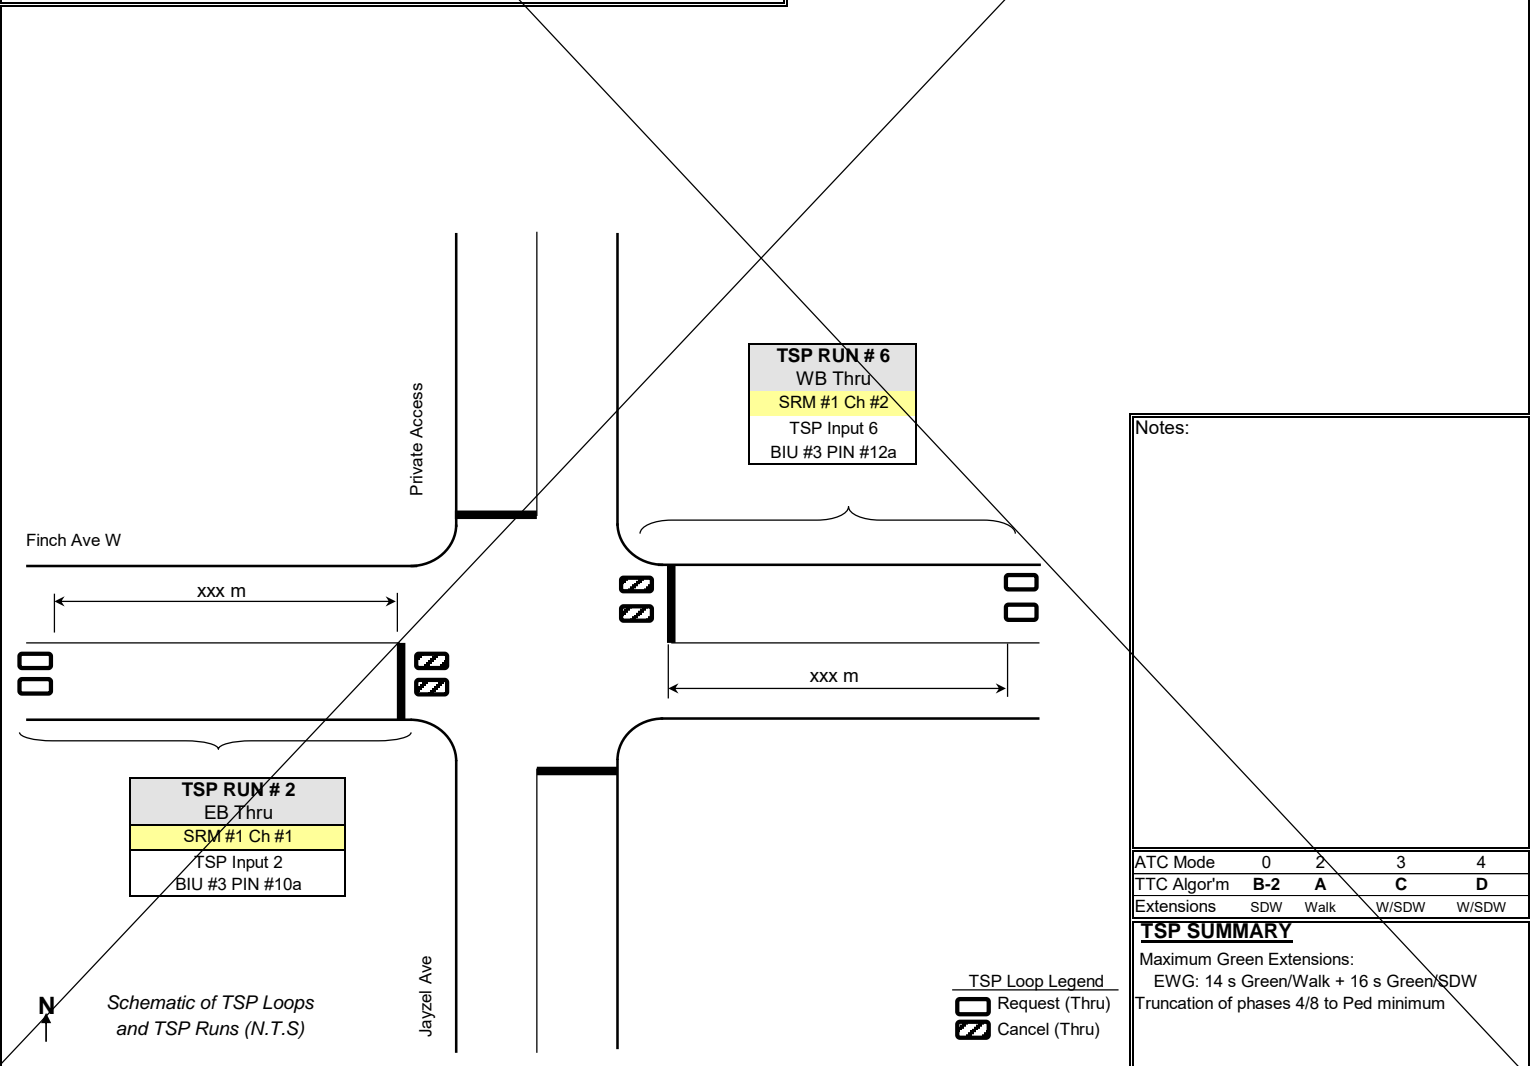 TSP RUN # 6
WB Thru
SRM #1 Ch #2
TSP Input 6
BIU #3 PIN #12a
Private Access
Notes:
Finch Ave W
xxx m
xxx m
TSP RUN # 2
EB Thru
SRM #1 Ch #1
TSP Input 2
BIU #3 PIN #10a
ATC Mode 0 2 3 4
TTC Algor'm B-2 A C D
Extensions SDW Walk W/SDW W/SDW
TSP SUMMARY
Maximum Green Extensions:
EWG: 14 s Green/Walk + 16 s Green/SDW
Truncation of phases 4/8 to Ped minimum
Jayzel Ave
TSP Loop Legend
Request (Thru)
Cancel (Thru)
N
Schematic of TSP Loops
and TSP Runs (N.T.S)